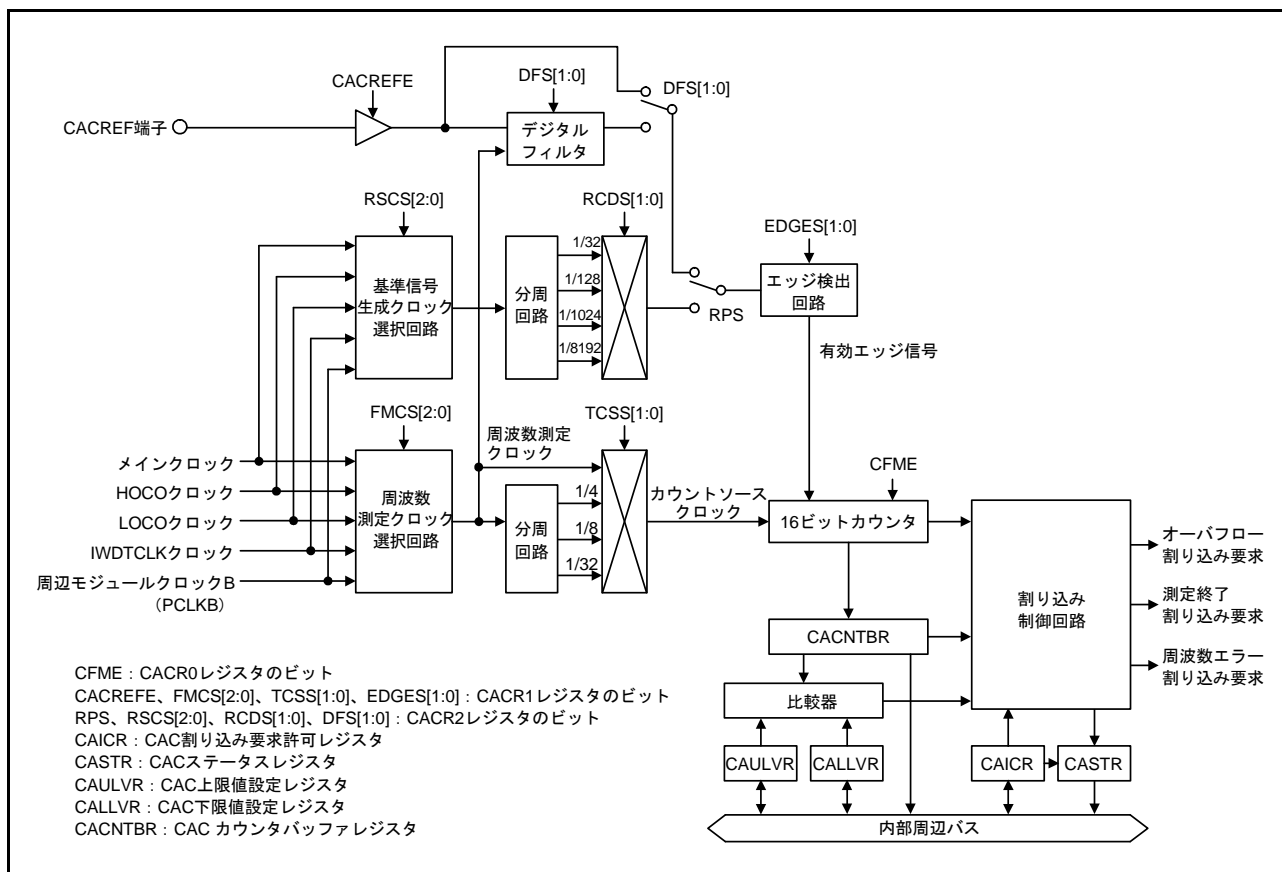 CACREFE
DFS[1:0]
DFS[1:0]
CACREF端子
デジタル
フィルタ
RSCS[2:0]
RCDS[1:0]
EDGES[1:0]
基準信号
生成クロック
選択回路
分周
回路
1/32
1/128
1/1024
1/8192
RPS
エッジ検出
回路
有効エッジ信号
FMCS[2:0]
TCSS[1:0]
周波数測定
クロック
メインクロック
HOCOクロック
LOCOクロック
IWDTCLKクロック
周辺モジュールクロックB
（PCLKB）
周波数
測定クロック
選択回路
分周
回路
1/4
1/8
1/32
カウントソース
クロック
CFME
16ビットカウンタ
割り込み
制御回路
オーバフロー
割り込み要求
測定終了
割り込み要求
周波数エラー
割り込み要求
CACNTBR
比較器
CAULVR
CALLVR
CAICR
CASTR
内部周辺バス
CFME：CACR0レジスタのビット
CACREFE、FMCS[2:0]、TCSS[1:0]、EDGES[1:0]：CACR1レジスタのビット
RPS、RSCS[2:0]、RCDS[1:0]、DFS[1:0]：CACR2レジスタのビット
CAICR：CAC割り込み要求許可レジスタ
CASTR：CACステータスレジスタ
CAULVR：CAC上限値設定レジスタ
CALLVR：CAC下限値設定レジスタ
CACNTBR：CAC カウンタバッファレジスタ